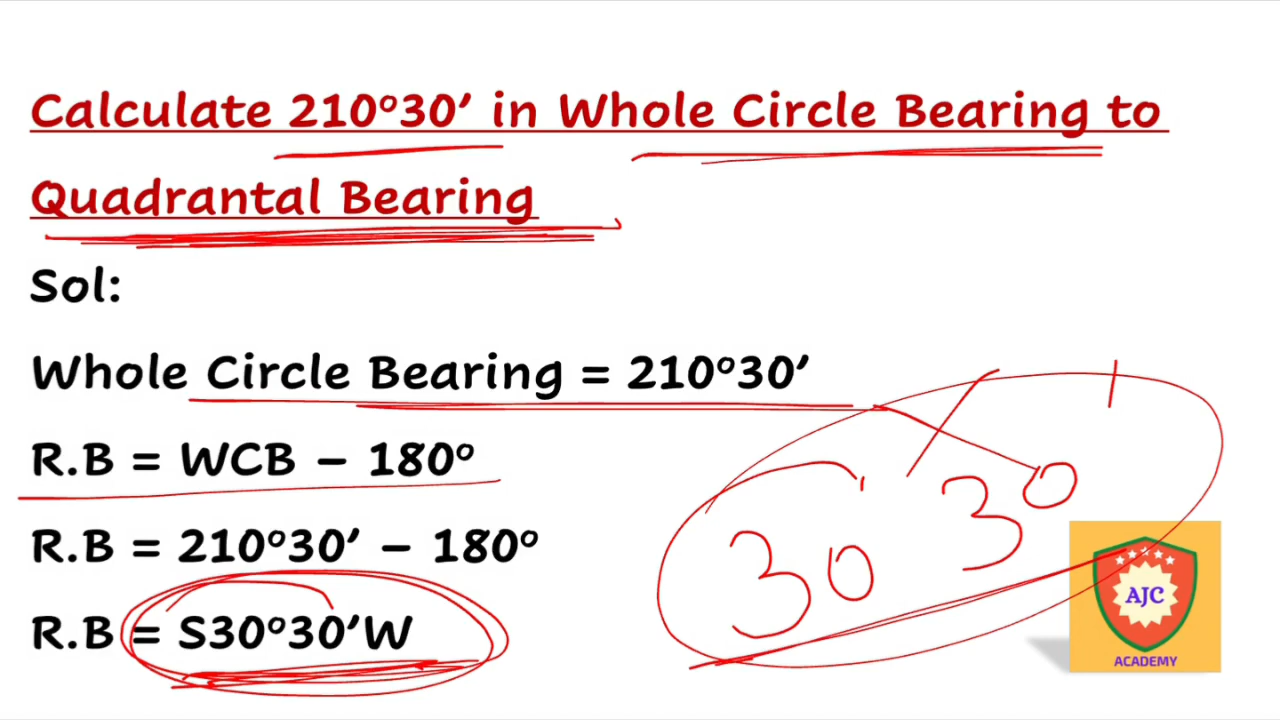 Calculate 210°30′ in Whole Circle Bearing to
Quadrantal Bearing
Sol:
Whole Circle Bearing = 210°30′
R.B = WCB – 180°
R.B = 210°30′ – 180°
R.B = S30°30′W
30° 30′
AJC
ACADEMY